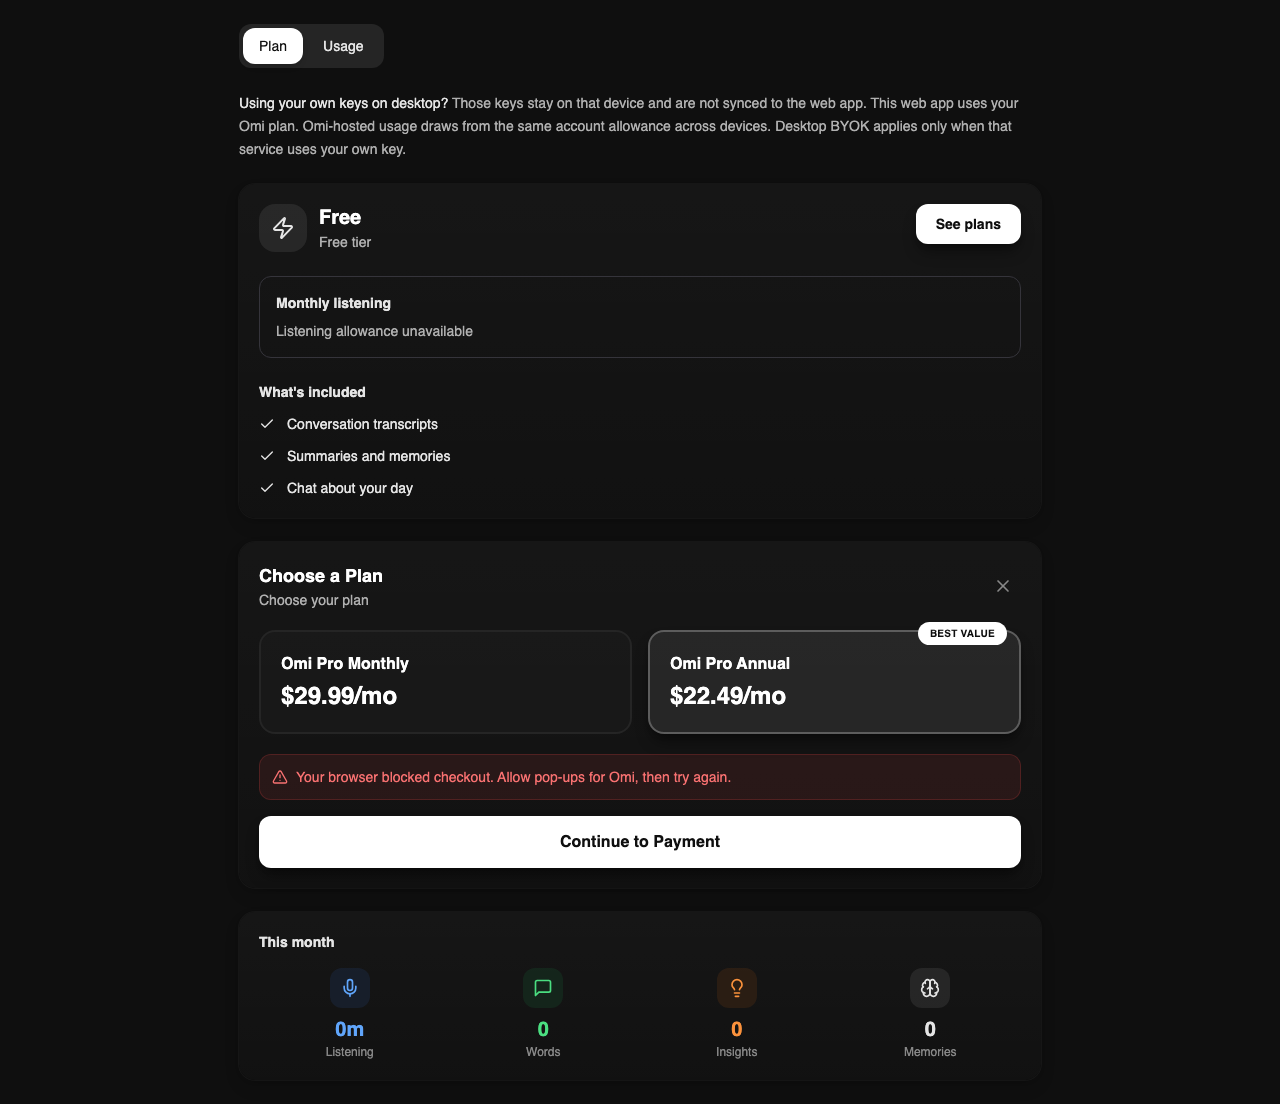 Plan
Usage
Using your own keys on desktop? Those keys stay on that device and are not synced to the web app. This web app uses your
Omi plan. Omi-hosted usage draws from the same account allowance across devices. Desktop BYOK applies only when that
service uses your own key.
Free
Free tier
See plans
Monthly listening
Listening allowance unavailable
What's included
Conversation transcripts
Summaries and memories
Chat about your day
Choose a Plan
Choose your plan
BEST VALUE
Omi Pro Monthly
$29.99/mo
Omi Pro Annual
$22.49/mo
Your browser blocked checkout. Allow pop-ups for Omi, then try again.
Continue to Payment
This month
0m
Listening
0
Words
0
Insights
0
Memories